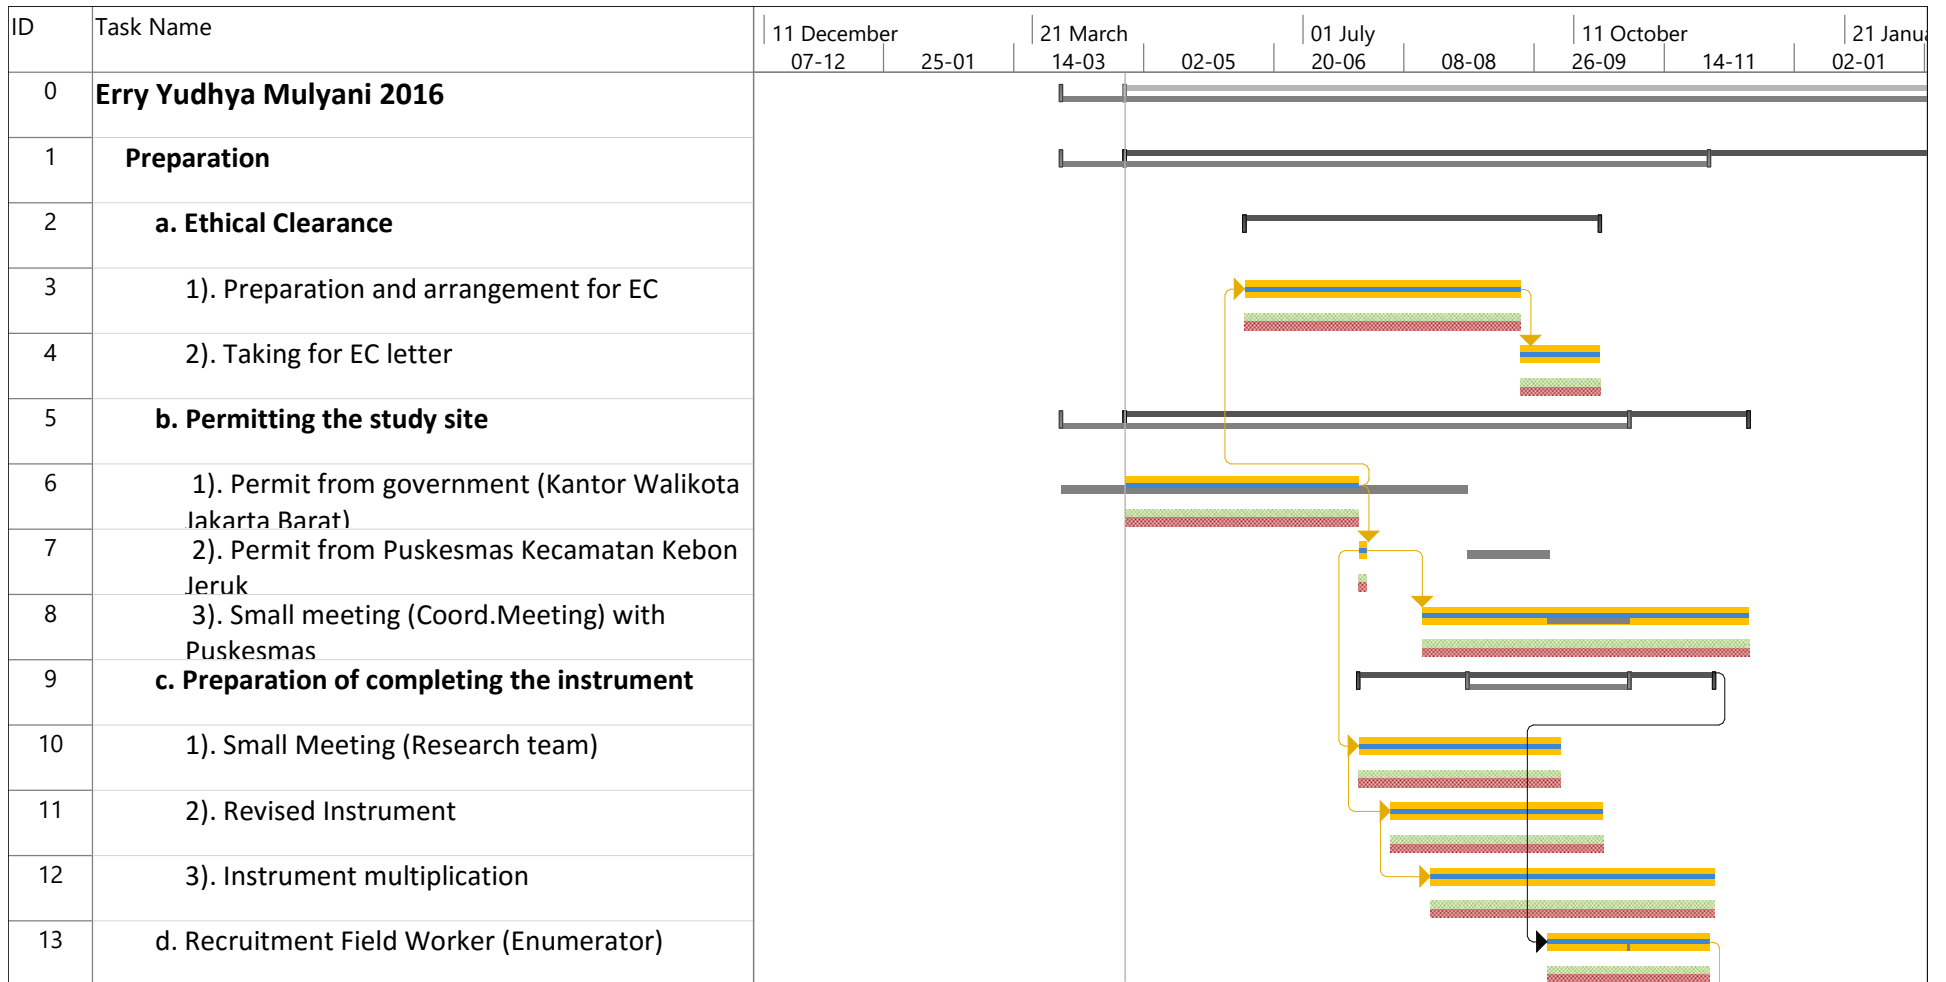 ID
Task Name
11 December
21 March
01 July
11 October
21 Janua
07-12
25-01
14-03
02-05
20-06
08-08
26-09
14-11
02-01
0
Erry Yudhya Mulyani 2016
1
Preparation
2
a. Ethical Clearance
3
1). Preparation and arrangement for EC
4
2). Taking for EC letter
5
b. Permitting the study site
6
1). Permit from government (Kantor Walikota
Jakarta Barat)
7
2). Permit from Puskesmas Kecamatan Kebon
Jeruk
8
3). Small meeting (Coord.Meeting) with
Puskesmas
9
c. Preparation of completing the instrument
10
1). Small Meeting (Research team)
11
2). Revised Instrument
12
3). Instrument multiplication
13
d. Recruitment Field Worker (Enumerator)